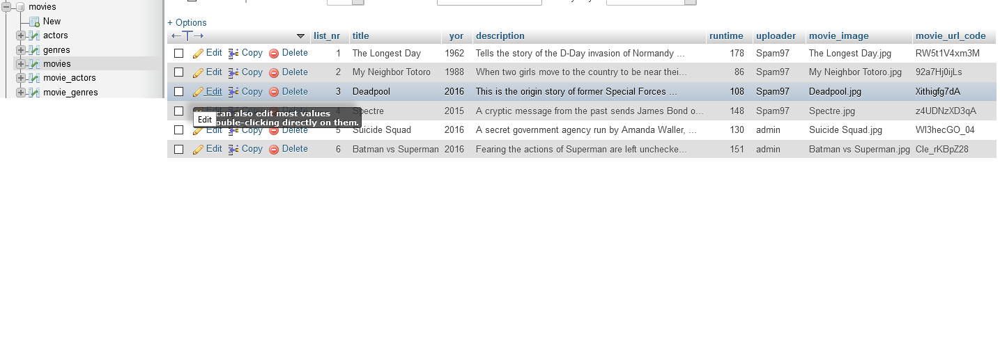 movies
New
actors
genres
movies
movie_actors
movie_genres
+ Options
list_nr title yor description runtime uploader movie_image movie_url_code
Edit Copy Delete 1 The Longest Day 1962 Tells the story of the D-Day invasion of Normandy ... 178 Spam97 The Longest Day.jpg RW5t1V4xm3M
Edit Copy Delete 2 My Neighbor Totoro 1988 When two girls move to the country to be near thei... 86 Spam97 My Neighbor Totoro.jpg 92a7Hj0ijLs
Edit Copy Delete 3 Deadpool 2016 This is the origin story of former Special Forces ... 108 Spam97 Deadpool.jpg Xithigfg7dA
4 Spectre 2015 A cryptic message from the past sends James Bond o... 148 Spam97 Spectre.jpg z4UDNzXD3qA
can also edit most values
Edit
ouble-clicking directly on them.
Edit Copy Delete 5 Suicide Squad 2016 A secret government agency run by Amanda Waller, ... 130 admin Suicide Squad.jpg WI3hecGO_04
Edit Copy Delete 6 Batman vs Superman 2016 Fearing the actions of Superman are left unchecke... 151 admin Batman vs Superman.jpg Cle_rKBpZ28